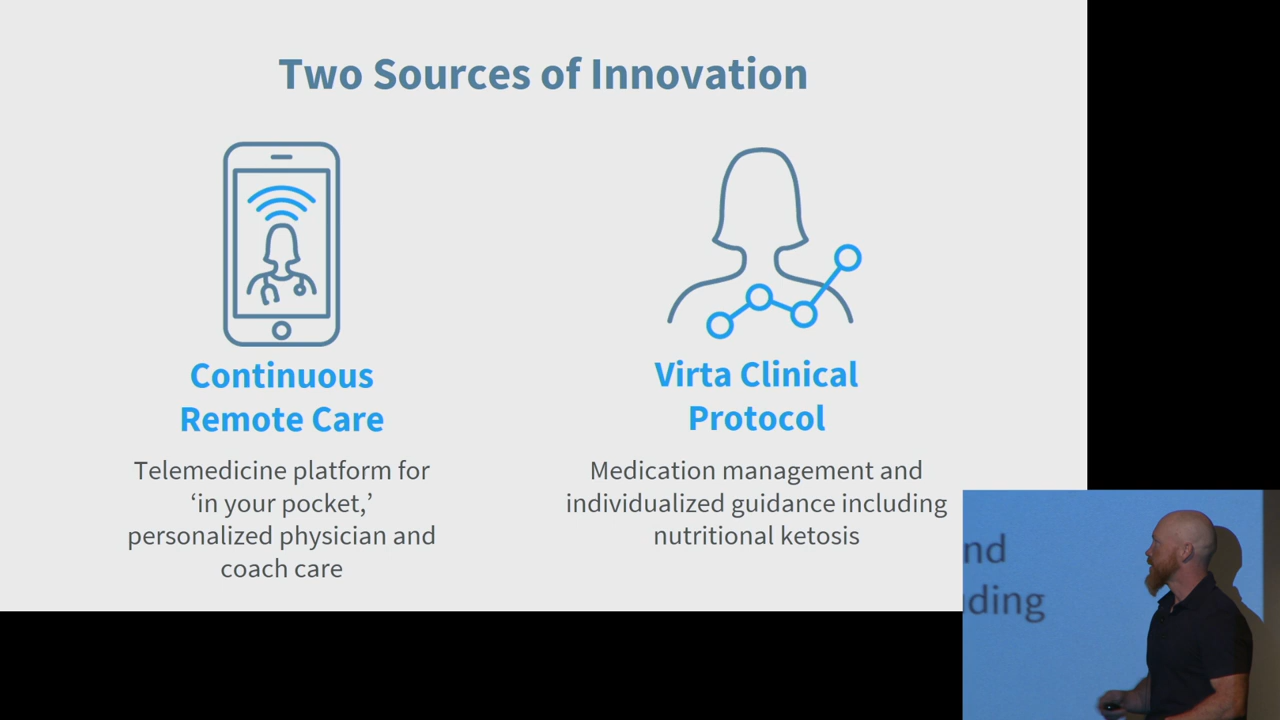 Two Sources of Innovation
Continuous
Remote Care
Telemedicine platform for
‘in your pocket,’
personalized physician and
coach care
Virta Clinical
Protocol
Medication management and
individualized guidance including
nutritional ketosis
nd
ding